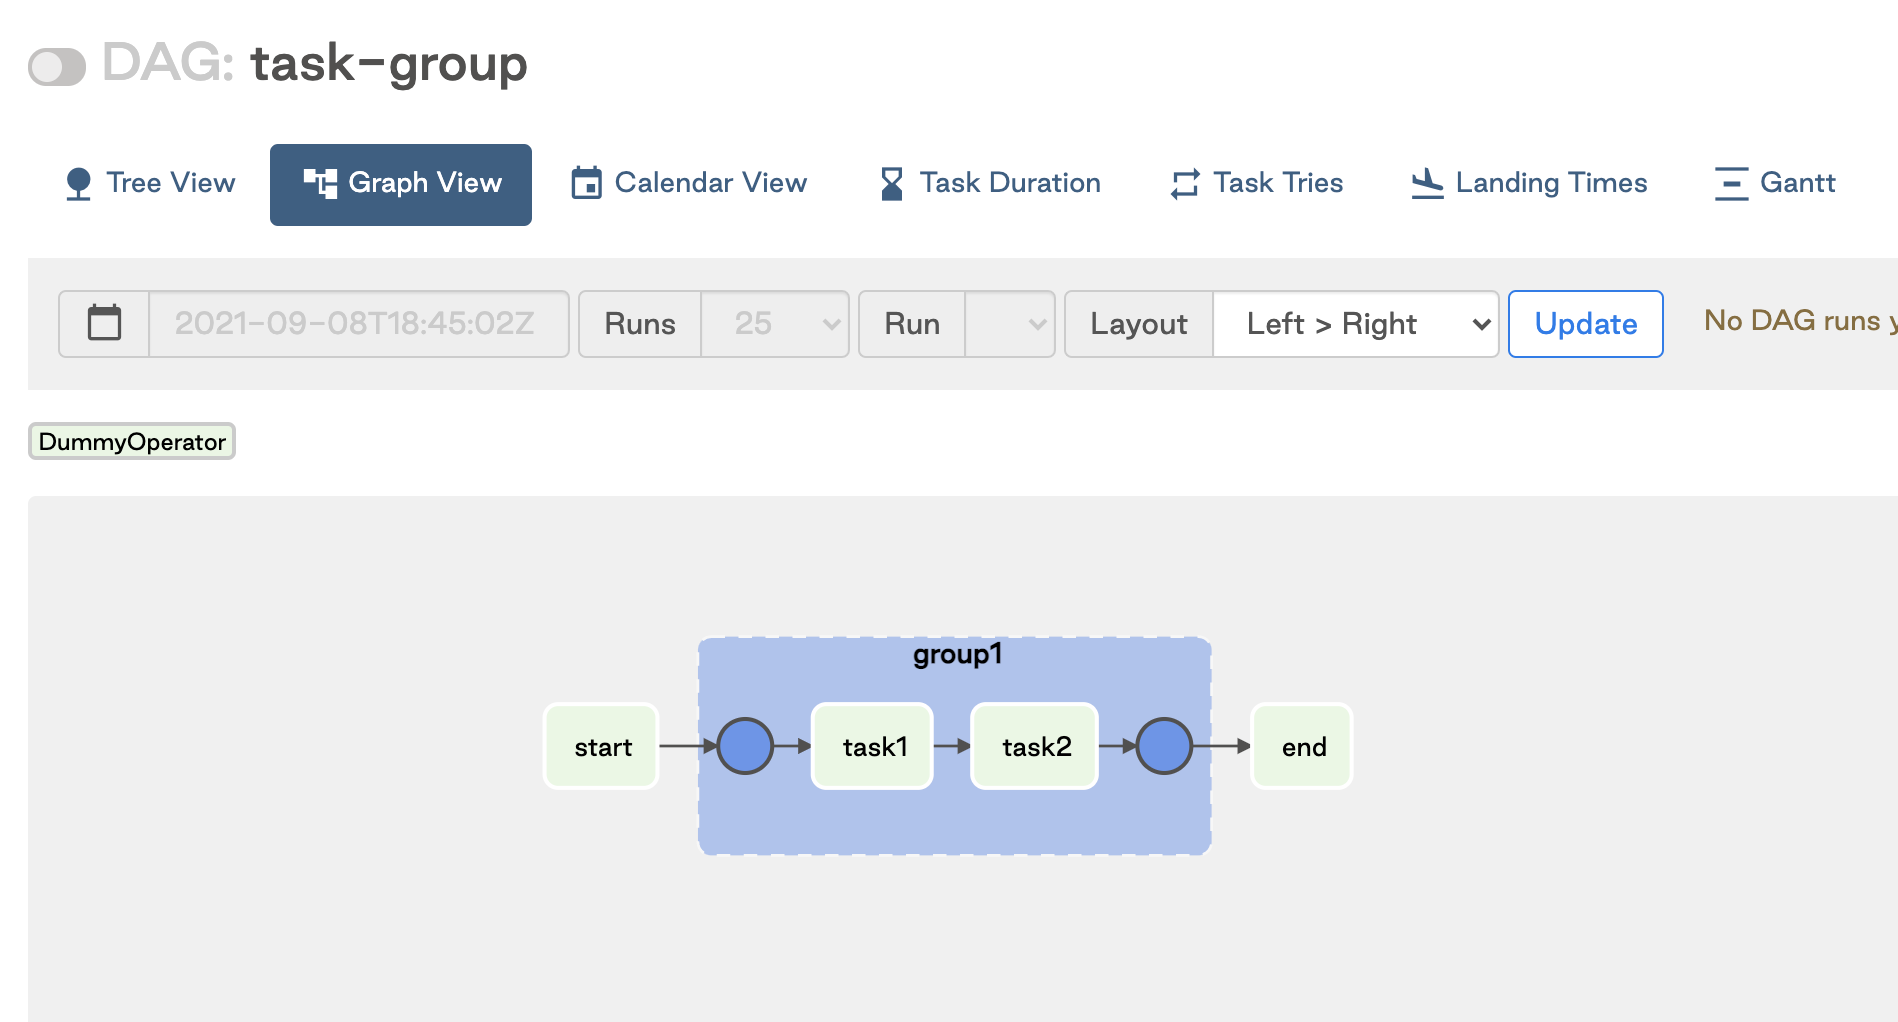 DAG: task-group
Tree View Graph View Calendar View Task Duration Task Tries Landing Times Gantt
2021-09-08T18:45:02Z Runs 25 Run Layout Left > Right Update No DAG runs
DummyOperator
group1
start task1 task2 end